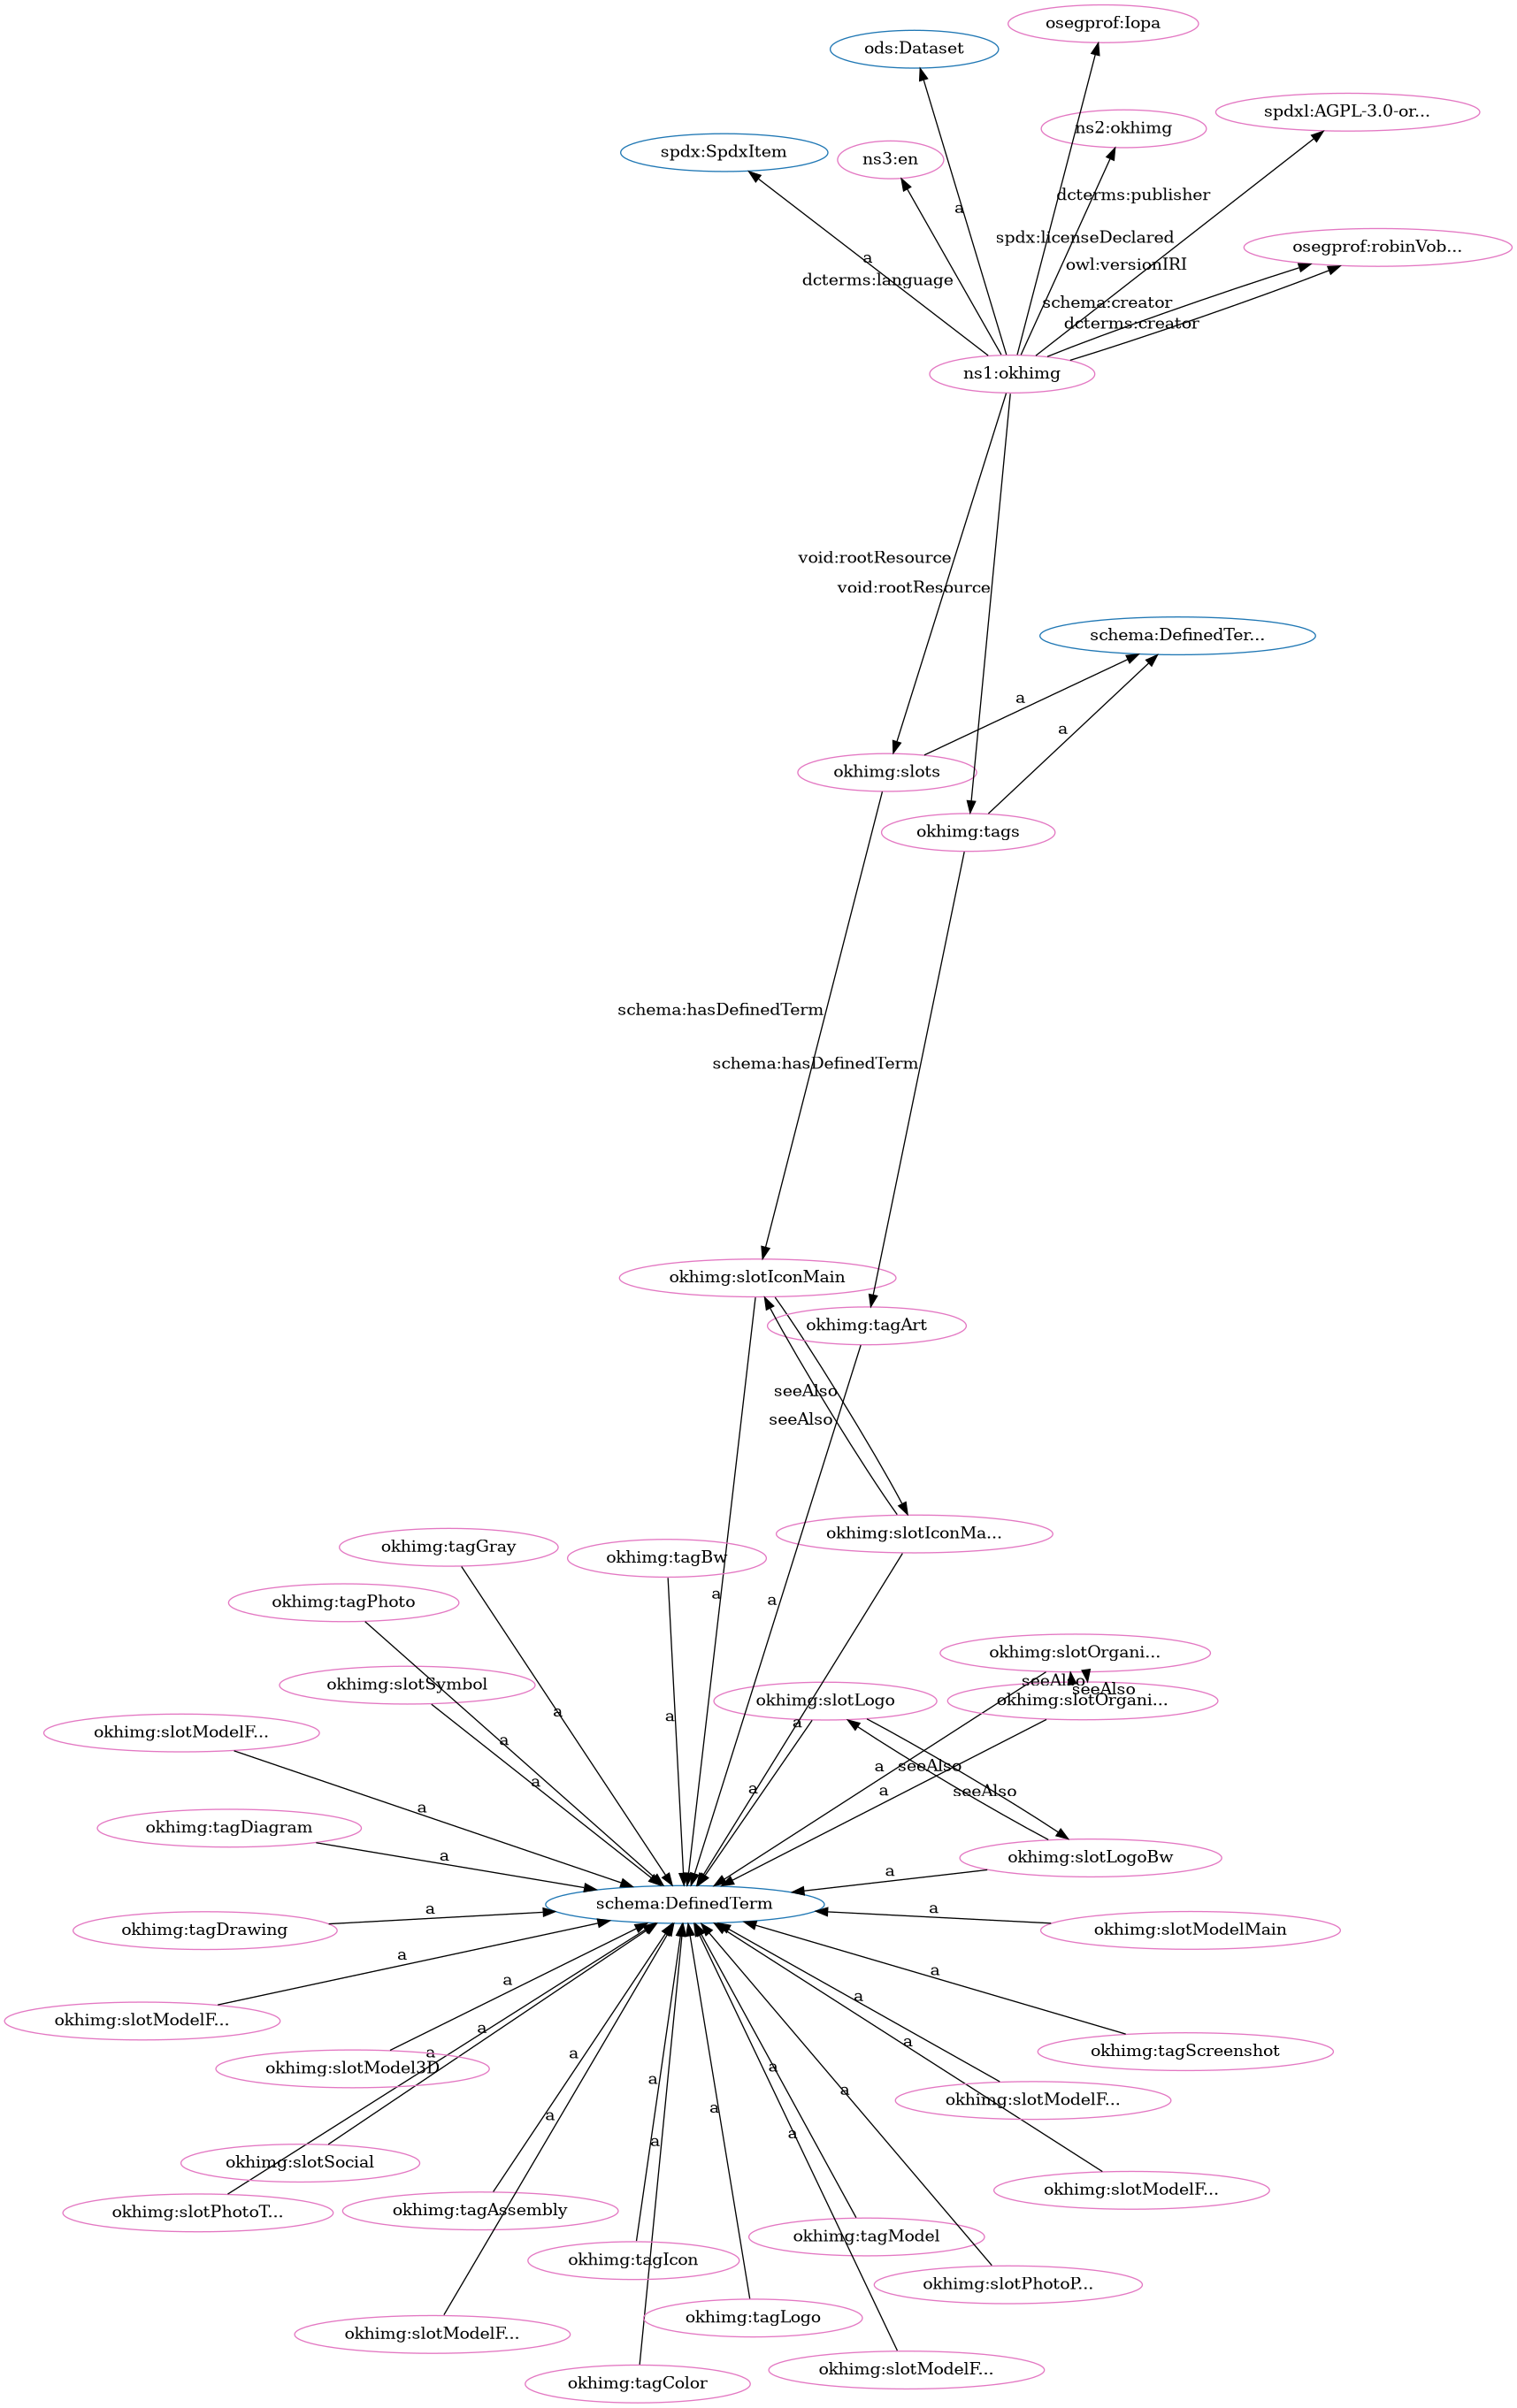 osegprof:Iopa
ods:Dataset
spdxl:AGPL-3.0-or...
ns2:okhimg
spdx:SpdxItem
ns3:en
dcterms:publisher
a
spdx:licenseDeclared
osegprof:robinVob...
a
owl:versionIRI
dcterms:language
schema:creator
dcterms:creator
ns1:okhimg
void:rootResource
void:rootResource
schema:DefinedTer...
a
a
okhimg:slots
okhimg:tags
schema:hasDefinedTerm
schema:hasDefinedTerm
okhimg:slotIconMain
okhimg:tagArt
seeAlso
seeAlso
okhimg:slotIconMa...
okhimg:tagGray
okhimg:tagBw
a
a
okhimg:tagPhoto
okhimg:slotOrgani...
seeAlso
okhimg:slotSymbol
seeAlso
okhimg:slotLogo
okhimg:slotOrgani...
a
a
a
okhimg:slotModelF...
a
a
seeAlso
a
a
a
seeAlso
a
okhimg:tagDiagram
a
okhimg:slotLogoBw
a
schema:DefinedTerm
a
a
okhimg:tagDrawing
okhimg:slotModelMain
a
a
a
a
okhimg:slotModelF...
a
a
a
a
a
okhimg:tagScreenshot
okhimg:slotModel3D
a
a
a
okhimg:slotModelF...
a
a
a
a
okhimg:slotSocial
okhimg:slotModelF...
okhimg:slotPhotoT...
okhimg:tagAssembly
okhimg:tagModel
okhimg:tagIcon
okhimg:slotPhotoP...
okhimg:tagLogo
okhimg:slotModelF...
okhimg:slotModelF...
okhimg:tagColor